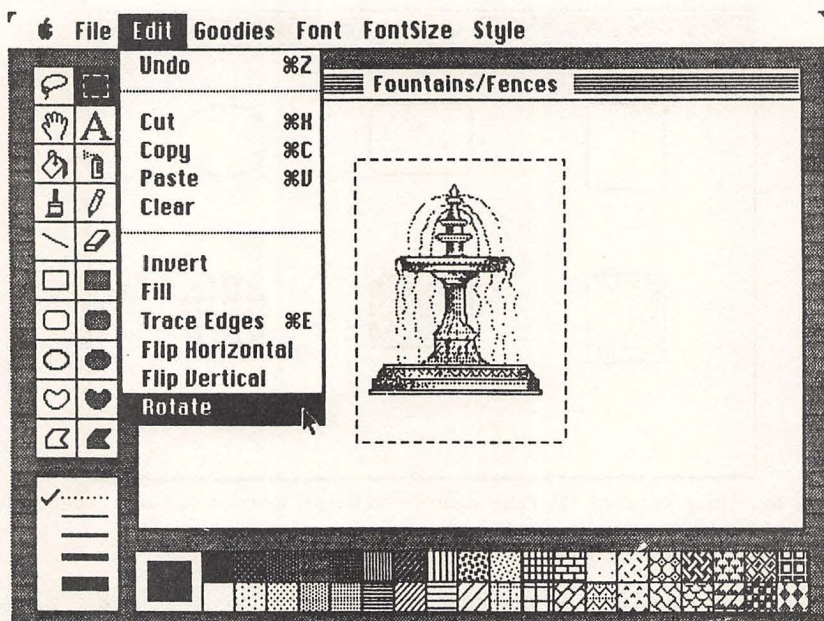 File Edit Goodies Font FontSize Style
Undo ⌘Z
Cut ⌘X
Copy ⌘C
Paste ⌘V
Clear
Invert
Fill
Trace Edges ⌘E
Flip Horizontal
Flip Vertical
Rotate
Fountains/Fences
A